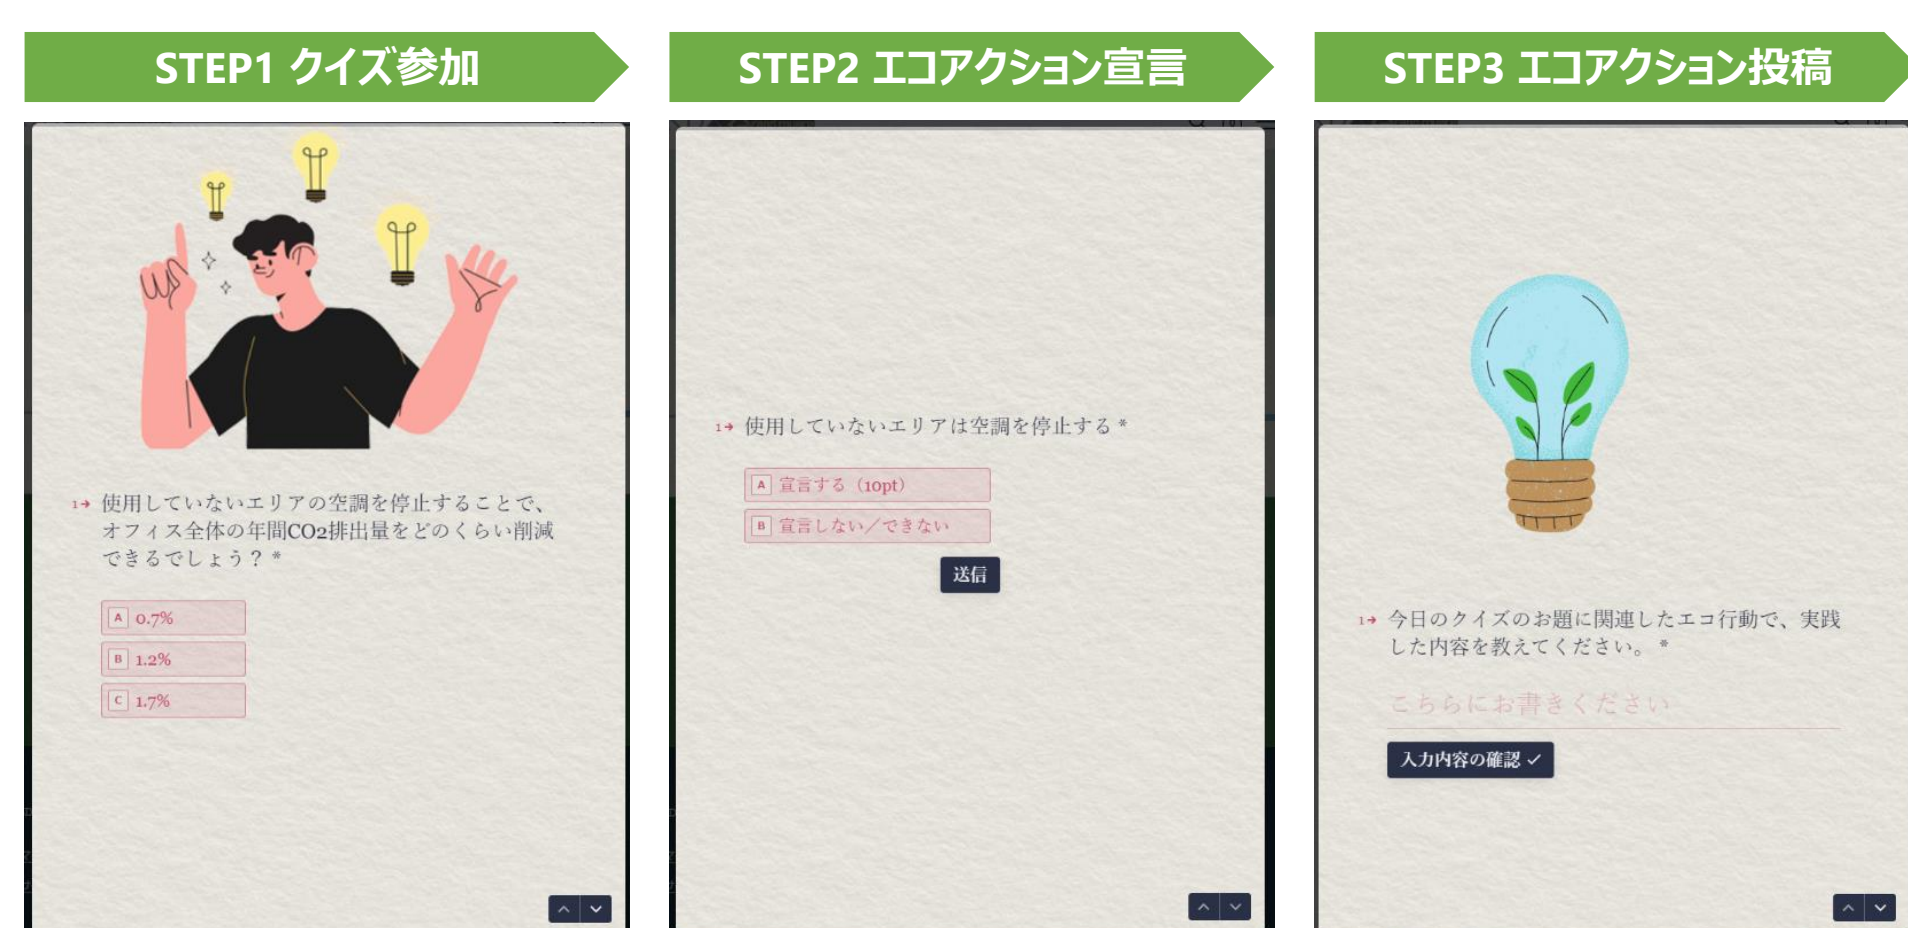 STEP1 クイズ参加
STEP2 エコアクション宣言
STEP3 エコアクション投稿
1→ 使用していないエリアの空調を停止することで、
オフィス全体の年間CO2排出量をどのくらい削減
できるでしょう？ *
A 0.7%
B 1.2%
C 1.7%
1→ 使用していないエリアは空調を停止する *
A 宣言する（10pt）
B 宣言しない／できない
送信
1→ 今日のクイズのお題に関連したエコ行動で、実践
した内容を教えてください。 *
こちらにお書きください
入力内容の確認 ✓